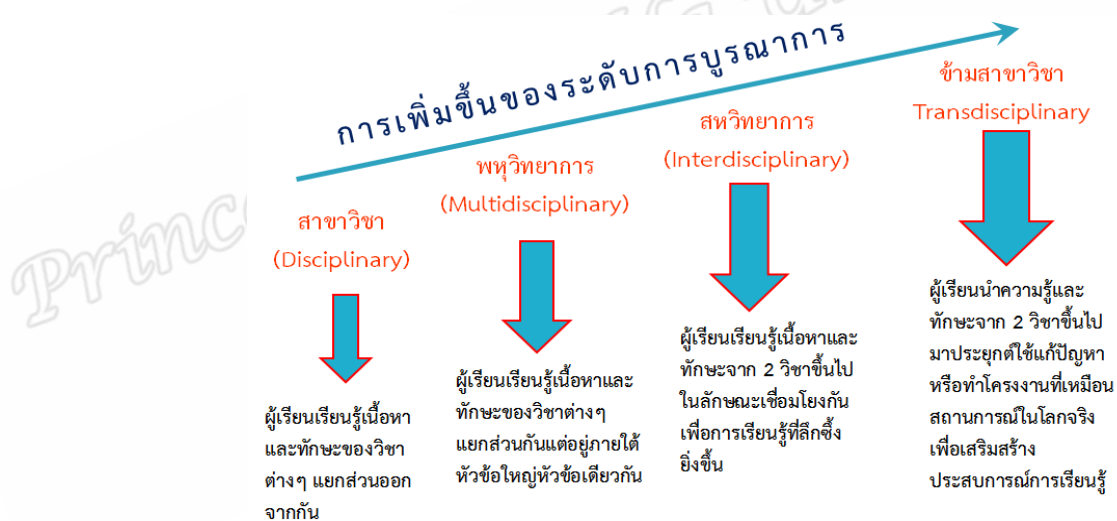 การเพิ่มขึ้นของระดับการบูรณาการ
สาขาวิชา
(Disciplinary)
ผู้เรียนเรียนรู้เนื้อหา
และทักษะของวิชา
ต่างๆ แยกส่วนออก
จากกัน
พหุวิทยาการ
(Multidisciplinary)
ผู้เรียนเรียนรู้เนื้อหาและ
ทักษะของวิชาต่างๆ
แยกส่วนกันแต่อยู่ภายใต้
หัวข้อใหญ่หัวข้อเดียวกัน
สหวิทยาการ
(Interdisciplinary)
ผู้เรียนเรียนรู้เนื้อหาและ
ทักษะจาก 2 วิชาขึ้นไป
ในลักษณะเชื่อมโยงกัน
เพื่อการเรียนรู้ที่ลึกซึ้ง
ยิ่งขึ้น
ข้ามสาขาวิชา
Transdisciplinary
ผู้เรียนนำความรู้และ
ทักษะจาก 2 วิชาขึ้นไป
มาประยุกต์ใช้แก้ปัญหา
หรือทำโครงงานที่เหมือน
สถานการณ์ในโลกจริง
เพื่อเสริมสร้าง
ประสบการณ์การเรียนรู้